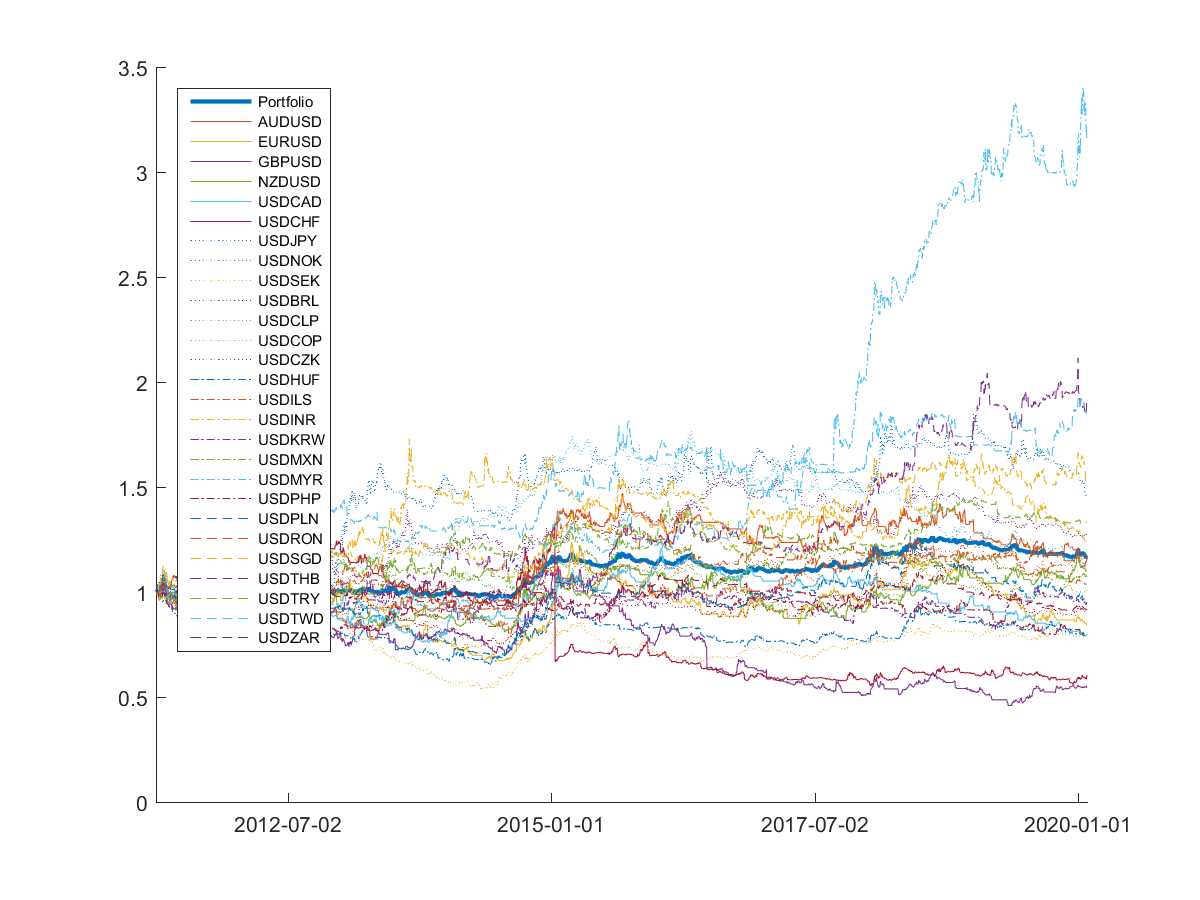 3.5
3
2.5
2
1.5
1
0.5
0
Portfolio
AUDUSD
EURUSD
GBPUSD
NZDUSD
USDCAD
USDCHF
USDJPY
USDNOK
USDSEK
USDBRL
USDCLP
USDCOP
USDCZK
USDHUF
USDILS
USDINR
USDKRW
USDMXN
USDMYR
USDPHP
USDPLN
USDRON
USDSGD
USDTHB
USDTRY
USDTWD
USDZAR
2012-07-02 2015-01-01 2017-07-02 2020-01-01